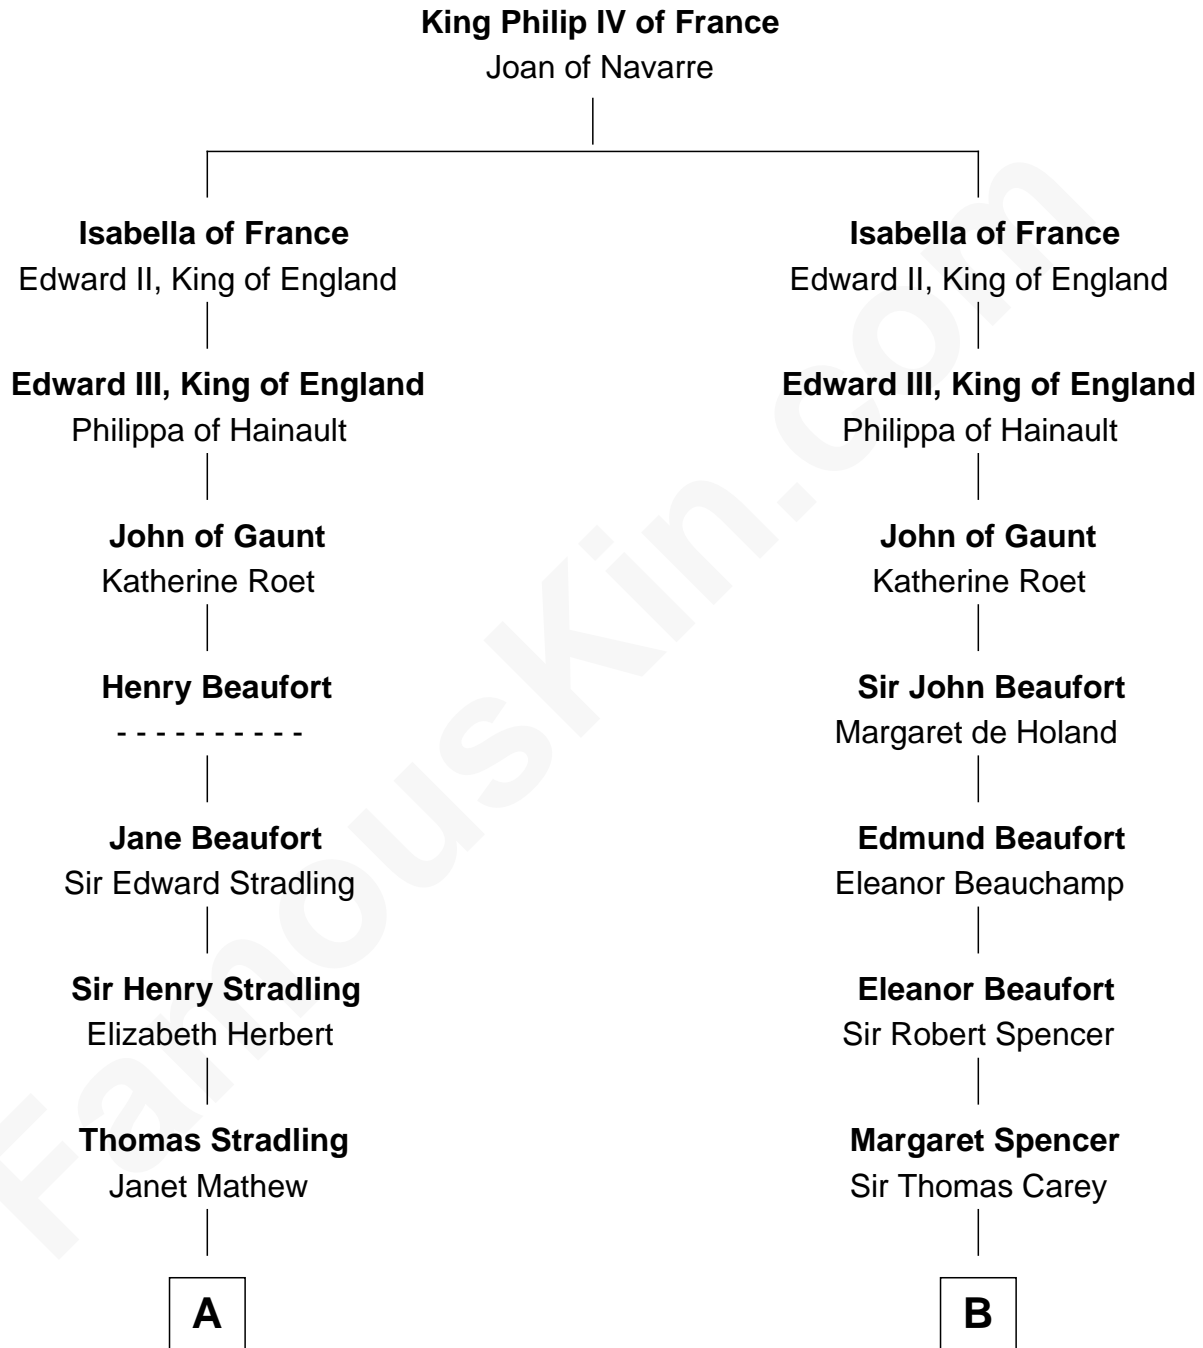 King Philip IV of France
Joan of Navarre
Isabella of France
Edward II, King of England
Edward III, King of England
Philippa of Hainault
John of Gaunt
Katherine Roet
Henry Beaufort
- - - - - - - - - -
Jane Beaufort
Sir Edward Stradling
Sir Henry Stradling
Elizabeth Herbert
Thomas Stradling
Janet Mathew
A
Isabella of France
Edward II, King of England
Edward III, King of England
Philippa of Hainault
John of Gaunt
Katherine Roet
Sir John Beaufort
Margaret de Holand
Edmund Beaufort
Eleanor Beauchamp
Eleanor Beaufort
Sir Robert Spencer
Margaret Spencer
Sir Thomas Carey
B
FamousKin.com